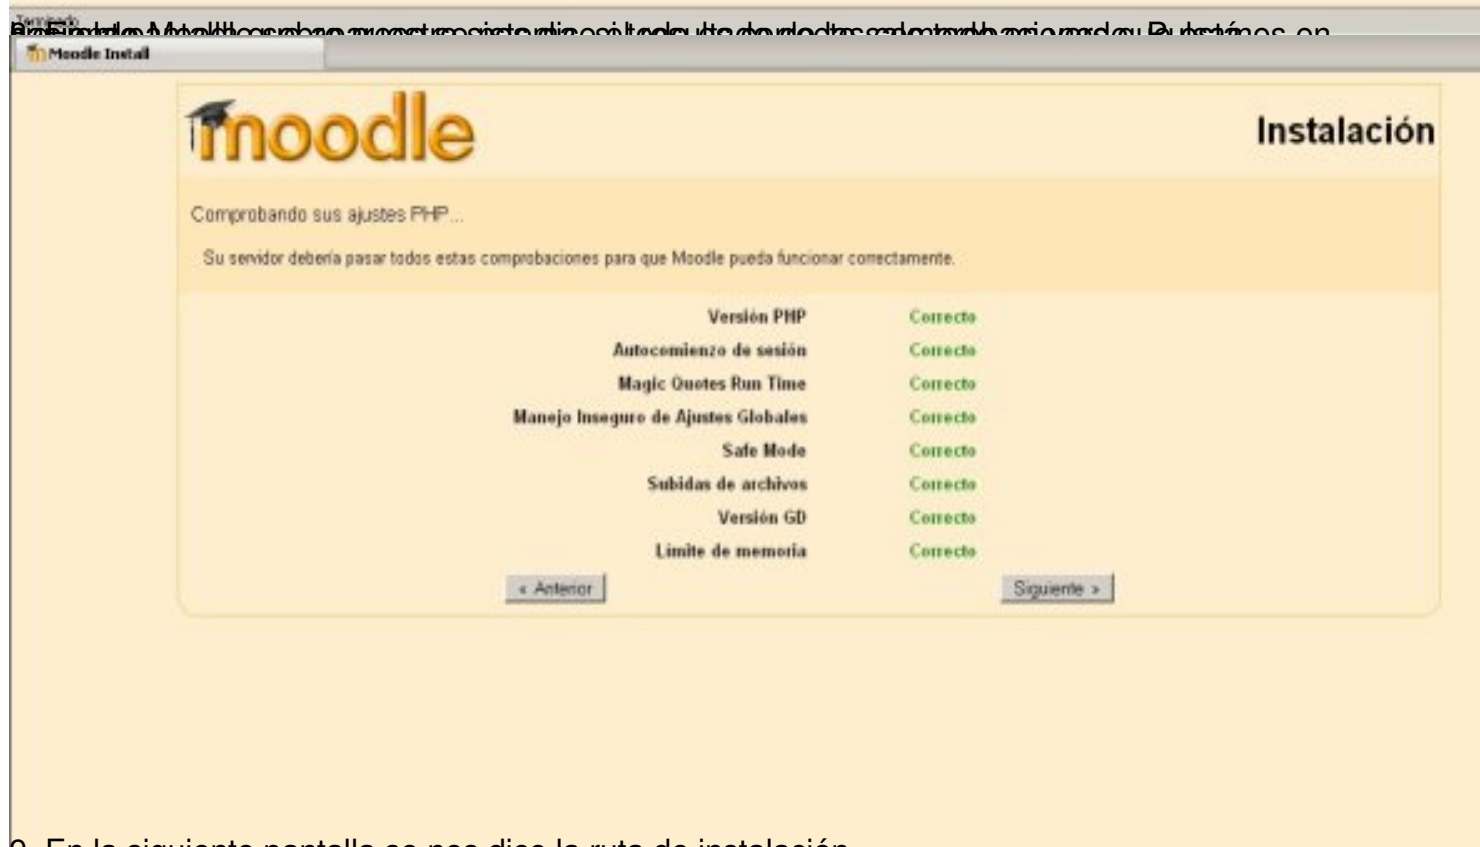 Terminado
Moodle Install
moodle
Instalación
Comprobando sus ajustes PHP...
Su servidor debería pasar todos estas comprobaciones para que Moodle pueda funcionar correctamente.
Versión PHP Correcto
Autocomienzo de sesión Correcto
Magic Quotes Run Time Correcto
Manejo Inseguro de Ajustes Globales Correcto
Safe Mode Correcto
Subidas de archivos Correcto
Versión GD Correcto
Límite de memoria Correcto
« Anterior Siguiente »
9. En la siguiente pantalla se nos dice la ruta de instalación